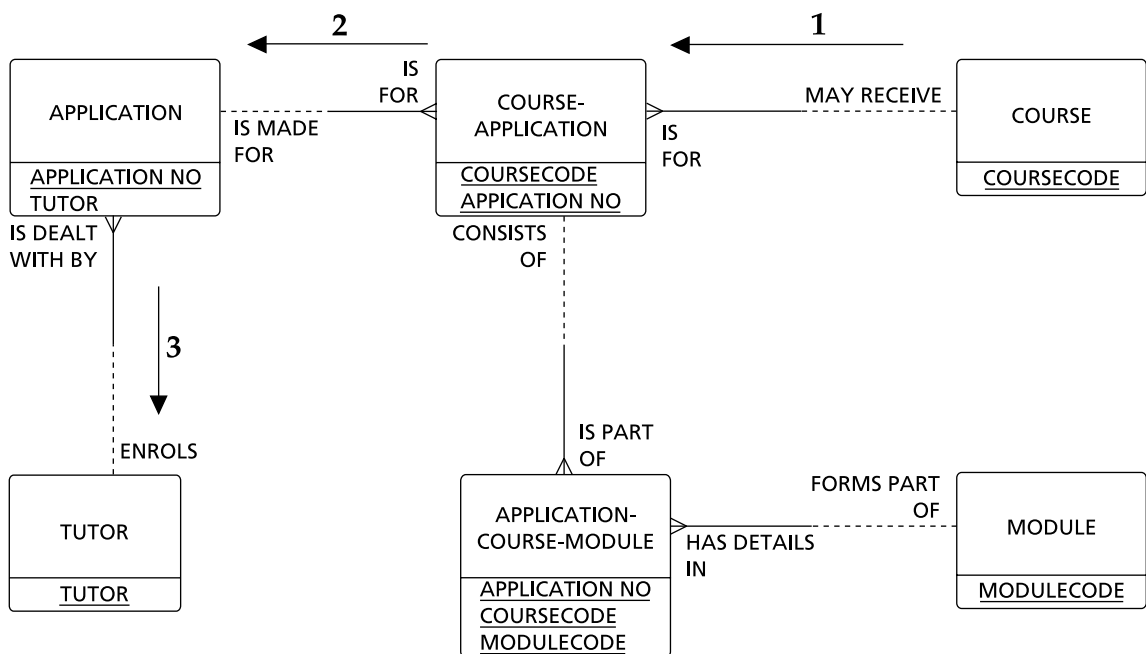 2
1
IS
FOR
MAY RECEIVE
APPLICATION
COURSE-
APPLICATION
COURSE
IS MADE
FOR
IS
FOR
APPLICATION NO
TUTOR
COURSECODE
APPICATION NO
COURSECODE
IS DEALT
WITH BY
CONSISTS
OF
3
ENROLS
IS PART
OF
FORMS PART
OF
TUTOR
APPLICATION-
COURSE-MODULE
HAS DETAILS
IN
MODULE
TUTOR
APPLICATION NO
COURSECODE
MODULECODE
MODULECODE